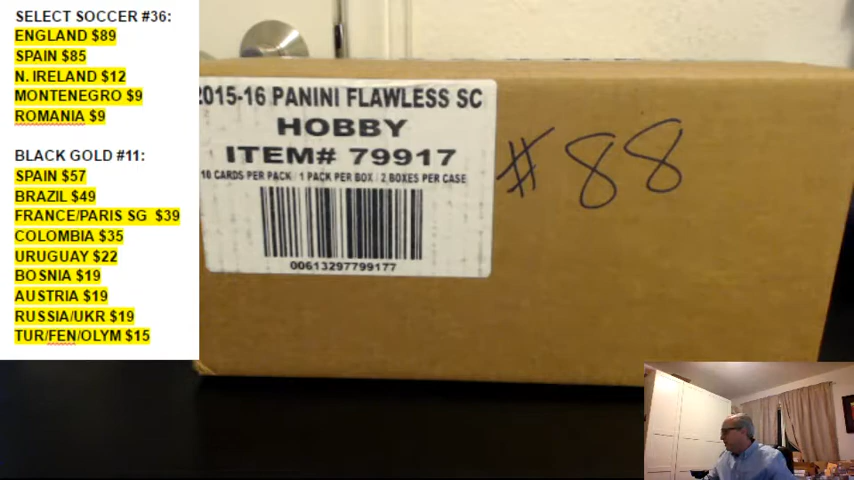 SELECT SOCCER #36:
ENGLAND $89
SPAIN $85
N. IRELAND $12
MONTENEGRO $9
ROMANIA $9
BLACK GOLD #11:
SPAIN $57
BRAZIL $49
FRANCE/PARIS SG $39
COLOMBIA $35
URUGUAY $22
BOSNIA $19
AUSTRIA $19
RUSSIA/UKR $19
TUR/FEN/OLYM $15
2015-16 PANINI FLAWLESS SC
HOBBY
ITEM# 79917
10 CARDS PER PACK / 1 PACK PER BOX / 2 BOXES PER CASE
00613297799177
#88